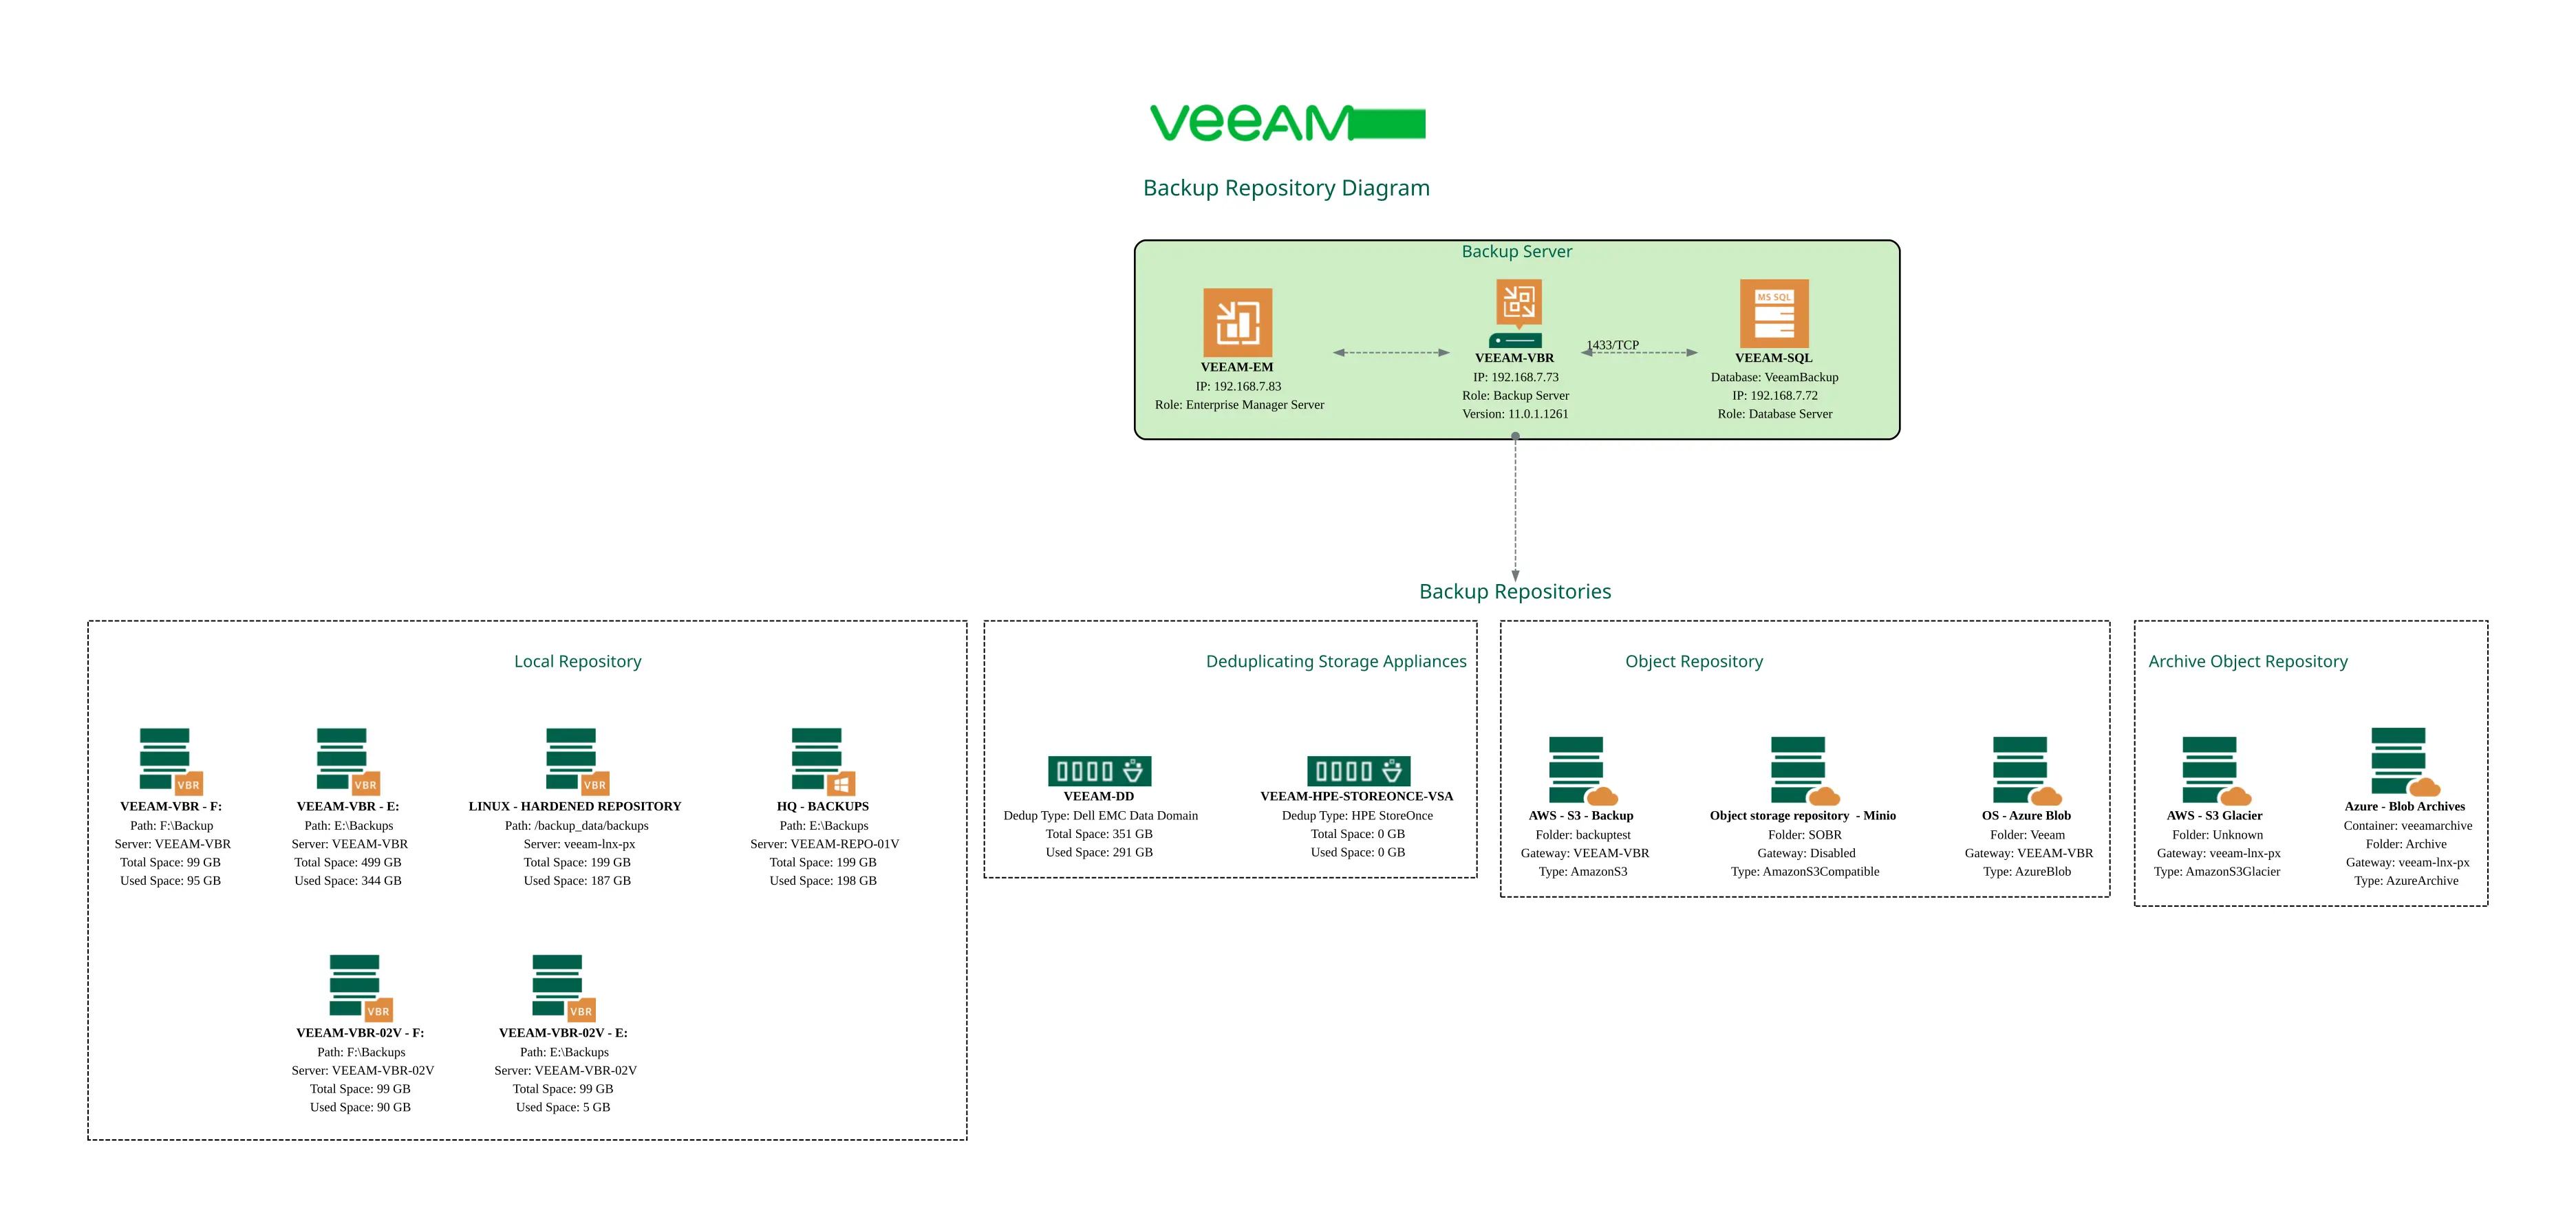 veeAM
Backup Repository Diagram
Backup Server
VEEAM-EM
IP: 192.168.7.83
Role: Enterprise Manager Server
VEEAM-VBR
IP: 192.168.7.73
Role: Backup Server
Version: 11.0.1.1261
1433/TCP
MS SQL
VEEAM-SQL
Database: VeeamBackup
IP: 192.168.7.72
Role: Database Server
Backup Repositories
Local Repository
VBR
VEEAM-VBR - F:
Path: F:\Backup
Server: VEEAM-VBR
Total Space: 99 GB
Used Space: 95 GB
VBR
VEEAM-VBR - E:
Path: E:\Backups
Server: VEEAM-VBR
Total Space: 499 GB
Used Space: 344 GB
VBR
LINUX - HARDENED REPOSITORY
Path: /backup_data/backups
Server: veeam-lnx-px
Total Space: 199 GB
Used Space: 187 GB
HQ - BACKUPS
Path: E:\Backups
Server: VEEAM-REPO-01V
Total Space: 199 GB
Used Space: 198 GB
VBR
VEEAM-VBR-02V - F:
Path: F:\Backups
Server: VEEAM-VBR-02V
Total Space: 99 GB
Used Space: 90 GB
VBR
VEEAM-VBR-02V - E:
Path: E:\Backups
Server: VEEAM-VBR-02V
Total Space: 99 GB
Used Space: 5 GB
Deduplicating Storage Appliances
VEEAM-DD
Dedup Type: Dell EMC Data Domain
Total Space: 351 GB
Used Space: 291 GB
VEEAM-HPE-STOREONCE-VSA
Dedup Type: HPE StoreOnce
Total Space: 0 GB
Used Space: 0 GB
Object Repository
AWS - S3 - Backup
Folder: backuptest
Gateway: VEEAM-VBR
Type: AmazonS3
Object storage repository  - Minio
Folder: SOBR
Gateway: Disabled
Type: AmazonS3Compatible
OS - Azure Blob
Folder: Veeam
Gateway: VEEAM-VBR
Type: AzureBlob
Archive Object Repository
AWS - S3 Glacier
Folder: Unknown
Gateway: veeam-lnx-px
Type: AmazonS3Glacier
Azure - Blob Archives
Container: veeamarchive
Folder: Archive
Gateway: veeam-lnx-px
Type: AzureArchive